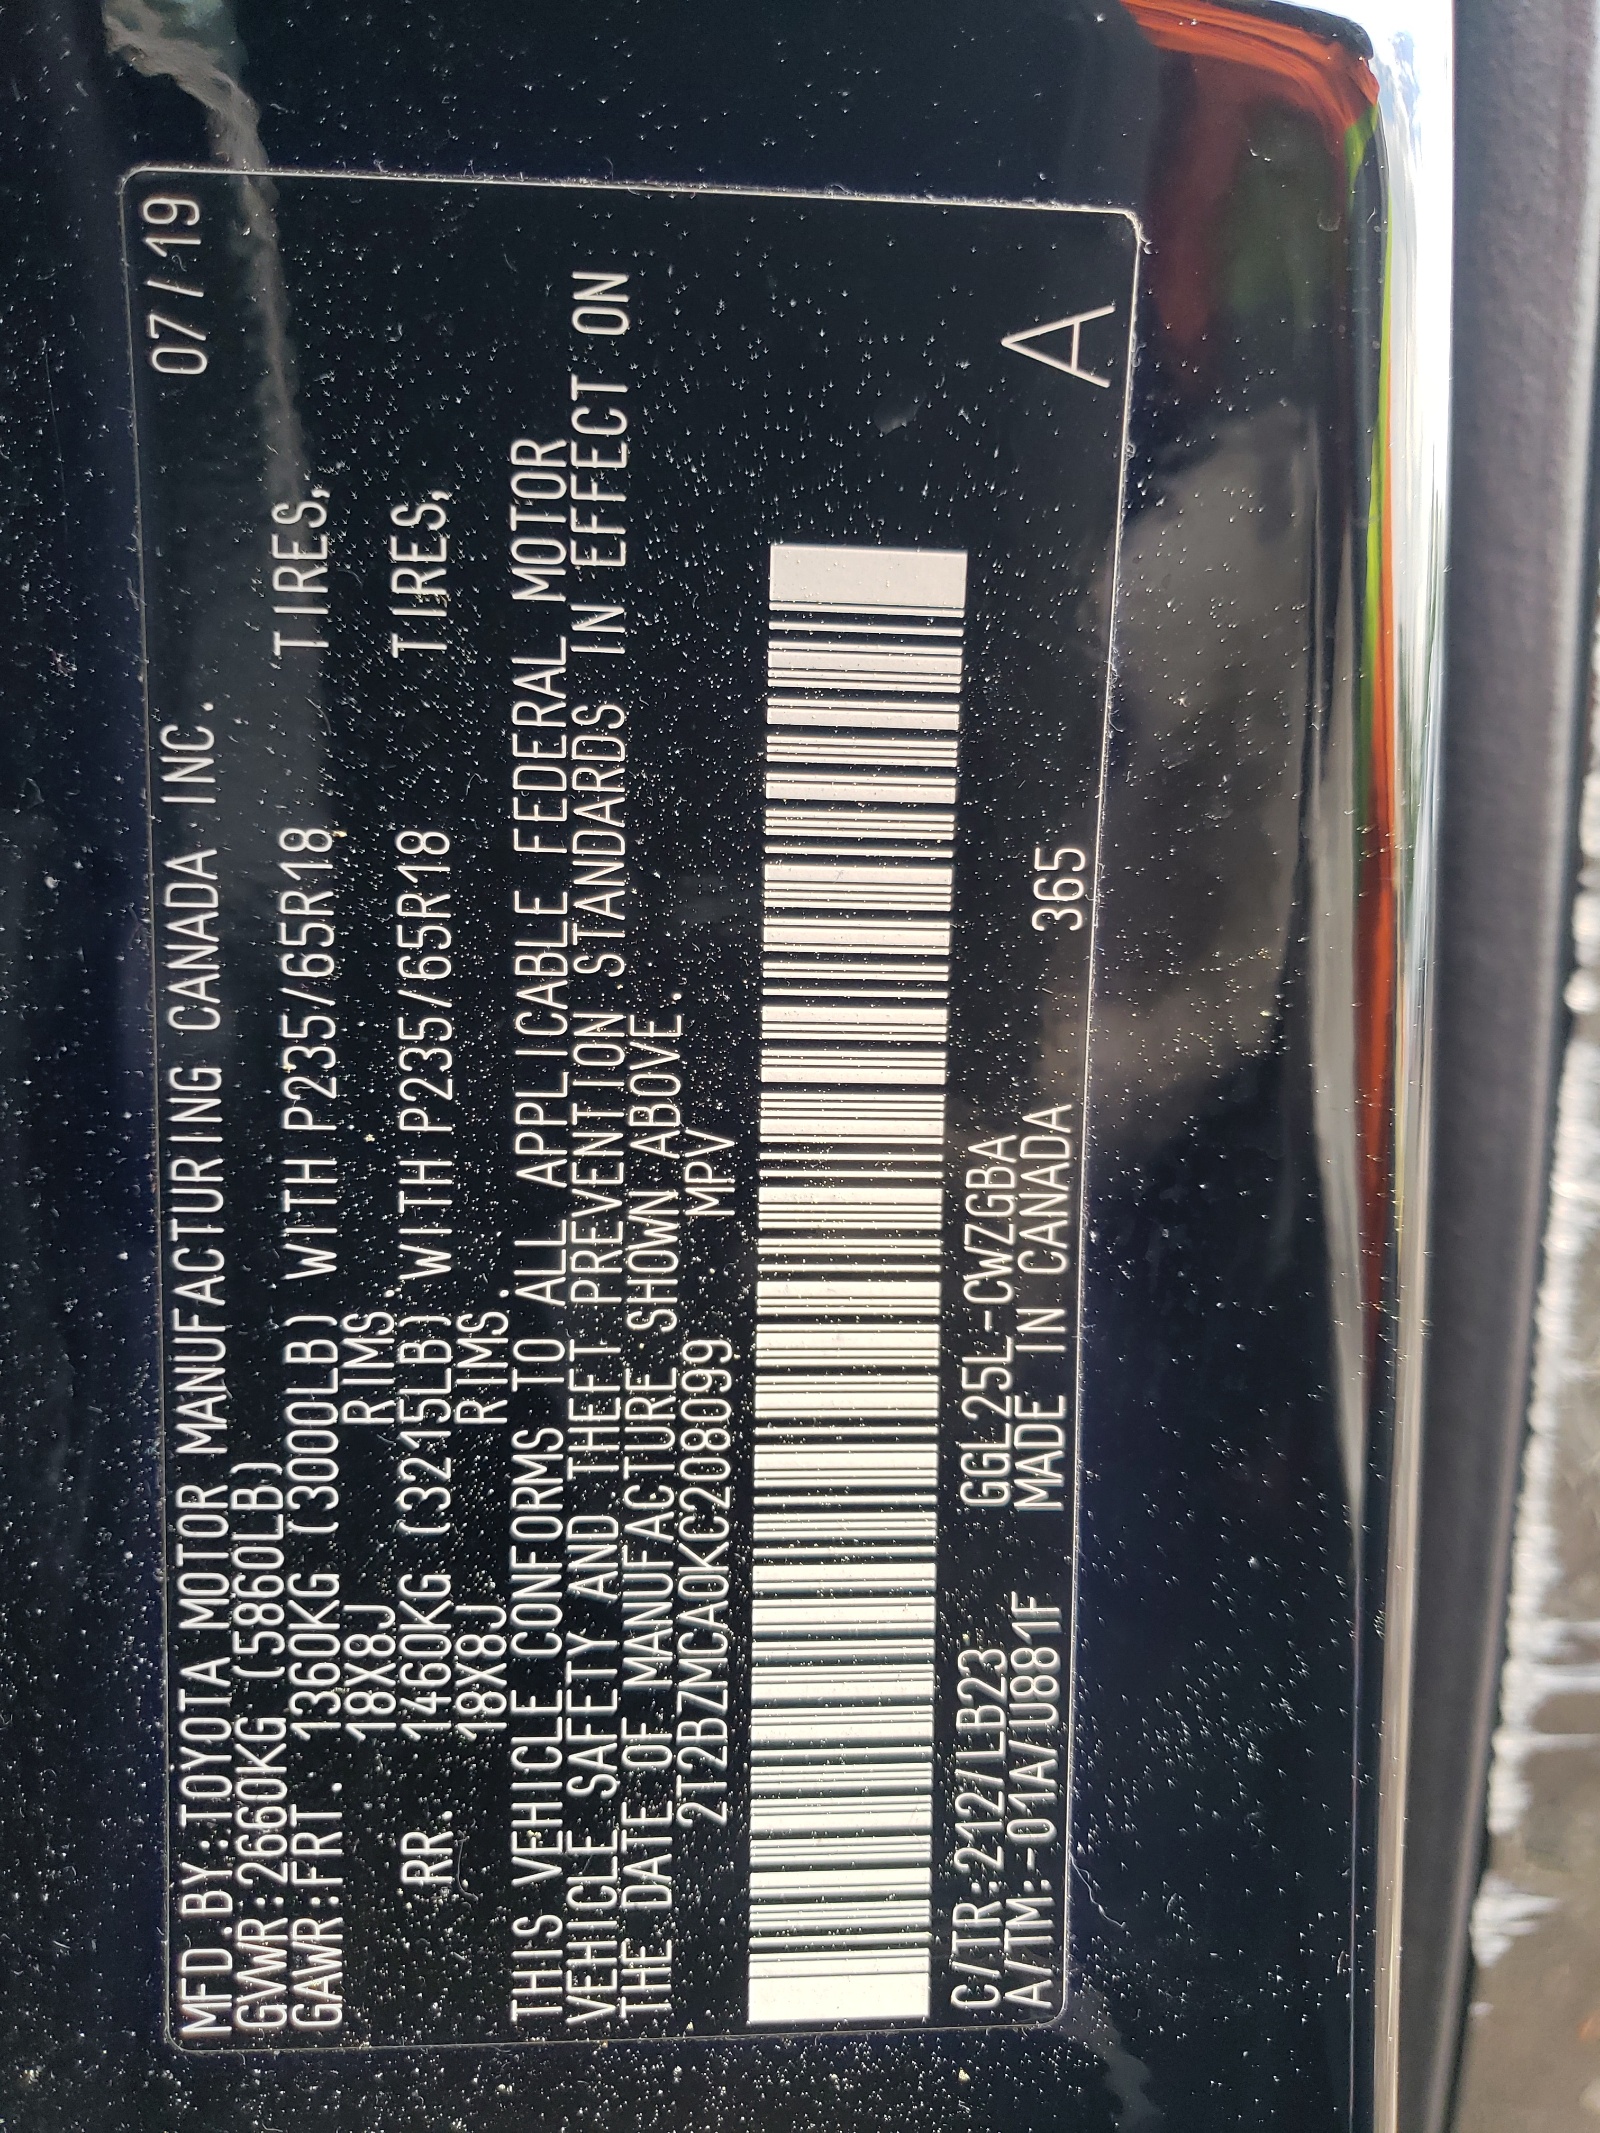 MFD.BY:TOYOTA MOTOR MANUFACTURING CANADA INC. 07/19
GVWR:2660KG (5860LB)
GAWR:FRT. 1360KG (3000LB) WITH P235/65R18 TIRES,
18X8J RIMS.
RR. 1460KG (3215LB) WITH P235/65R18 TIRES,
18X8J RIMS.
THIS VEHICLE CONFORMS TO ALL APPLICABLE FEDERAL MOTOR
VEHICLE SAFETY AND THEFT PREVENTION STANDARDS IN EFFECT ON
THE DATE OF MANUFACTURE SHOWN ABOVE.
2T2BZMCA0KC208099 MPV
C/TR:212/LB23 GGL25L-CWZGBA
A/TM:-01A/U881F MADE IN CANADA 365 A